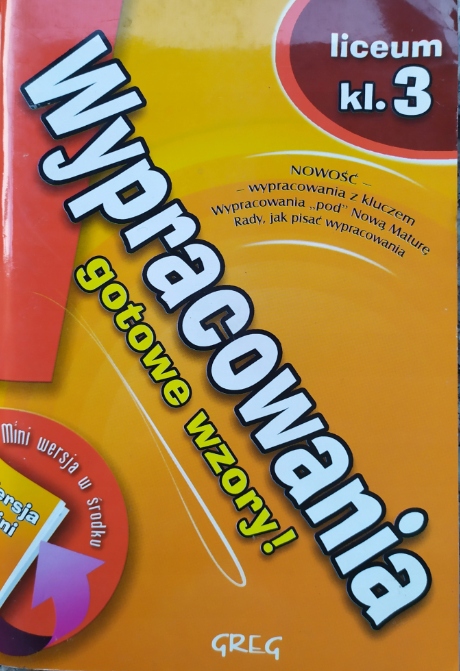 liceum
kl. 3
Wypracowania
gotowe wzory!
NOWOŚĆ –
– wypracowania z kluczem
Wypracowania „pod” Nową Maturę
Rady, jak pisać wypracowania
Mini wersja w środku
ersja
ini
GREG